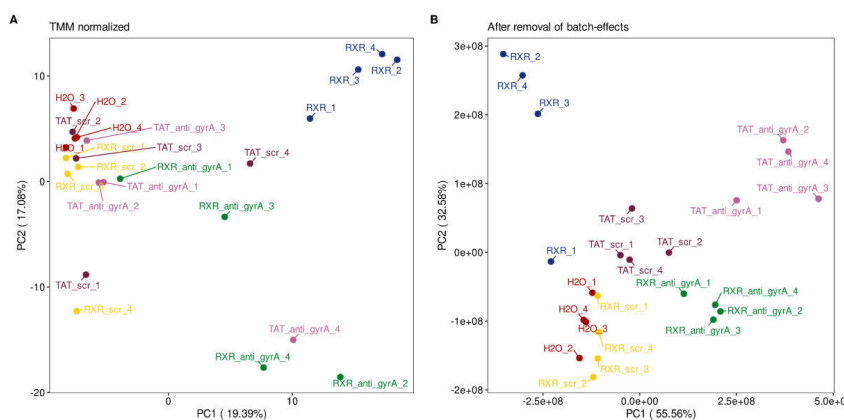 A
TMM normalized
10
0
-10
-20
PC2 ( 17.08%)
0
10
PC1 ( 19.39%)
RXR_4
RXR_2
RXR_3
RXR_1
H2O_3
H2O_2
TAT_scr_2
H2O_4
TAT_anti_gyrA_3
H2O_1
RXR_scr_1
TAT_scr_3
TAT_scr_4
RXR_scr_2
RXR_anti_gyrA_1
RXR_scr_3
TAT_anti_gyrA_1
TAT_anti_gyrA_2
RXR_anti_gyrA_3
TAT_scr_1
RXR_scr_4
TAT_anti_gyrA_4
RXR_anti_gyrA_4
RXR_anti_gyrA_2
B
After removal of batch-effects
3e+08
2e+08
1e+08
0e+00
-1e+08
-2e+08
PC2 ( 32.58%)
-2.5e+08
0.0e+00
2.5e+08
5.0e+0
PC1 ( 55.56%)
RXR_2
RXR_4
RXR_3
TAT_anti_gyrA_2
TAT_anti_gyrA_4
TAT_anti_gyrA_3
TAT_anti_gyrA_1
TAT_scr_3
TAT_scr_1
TAT_scr_2
RXR_1
TAT_scr_4
H2O_1
RXR_anti_gyrA_1
RXR_anti_gyrA_4
RXR_scr_1
H2O_4
RXR_anti_gyrA_2
H2O_3
RXR_anti_gyrA_3
H2O_2
RXR_scr_4
RXR_scr_3
RXR_scr_2